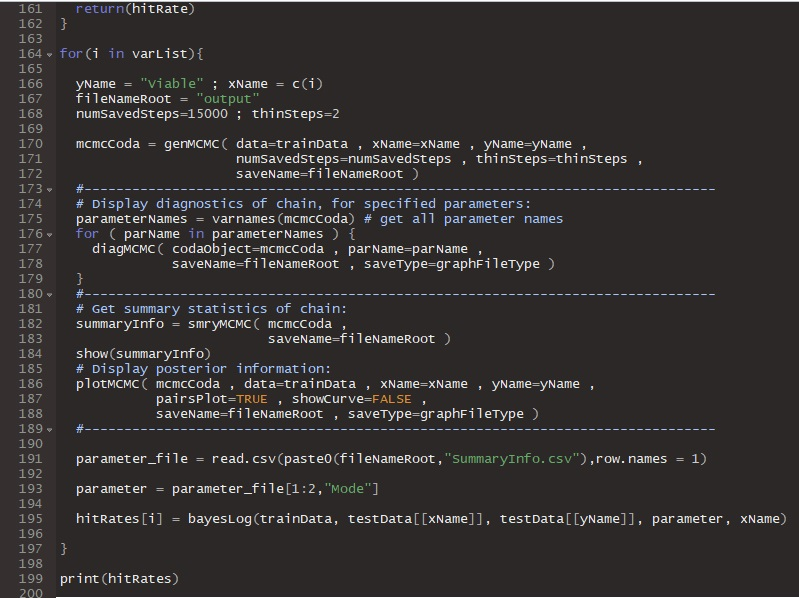 161 return(hitRate)
162 }
163
164 for(i in varList){
165
166 yName = "Viable" ; xName = c(i)
167 fileNameRoot = "output"
168 numSavedSteps=15000 ; thinSteps=2
169
170 mcmcCoda = genMCMC( data=trainData , xName=xName , yName=yName ,
171 numSavedSteps=numSavedSteps , thinSteps=thinSteps ,
172 saveName=fileNameRoot )
173 #-------------------------------------------------------------------------------
174 # Display diagnostics of chain, for specified parameters:
175 parameterNames = varnames(mcmcCoda) # get all parameter names
176 for ( parName in parameterNames ) {
177 diagMCMC( codaObject=mcmcCoda , parName=parName ,
178 saveName=fileNameRoot , saveType=graphFileType )
179 }
180 #-------------------------------------------------------------------------------
181 # Get summary statistics of chain:
182 summaryInfo = smryMCMC( mcmcCoda ,
183 saveName=fileNameRoot )
184 show(summaryInfo)
185 # Display posterior information:
186 plotMCMC( mcmcCoda , data=trainData , xName=xName , yName=yName ,
187 pairsPlot=TRUE , showCurve=FALSE ,
188 saveName=fileNameRoot , saveType=graphFileType )
189 #-------------------------------------------------------------------------------
190
191 parameter_file = read.csv(paste0(fileNameRoot,"SummaryInfo.csv"),row.names = 1)
192
193 parameter = parameter_file[1:2,"Mode"]
194
195 hitRates[i] = bayesLog(trainData, testData[[xName]], testData[[yName]], parameter, xName)
196
197 }
198
199 print(hitRates)
200